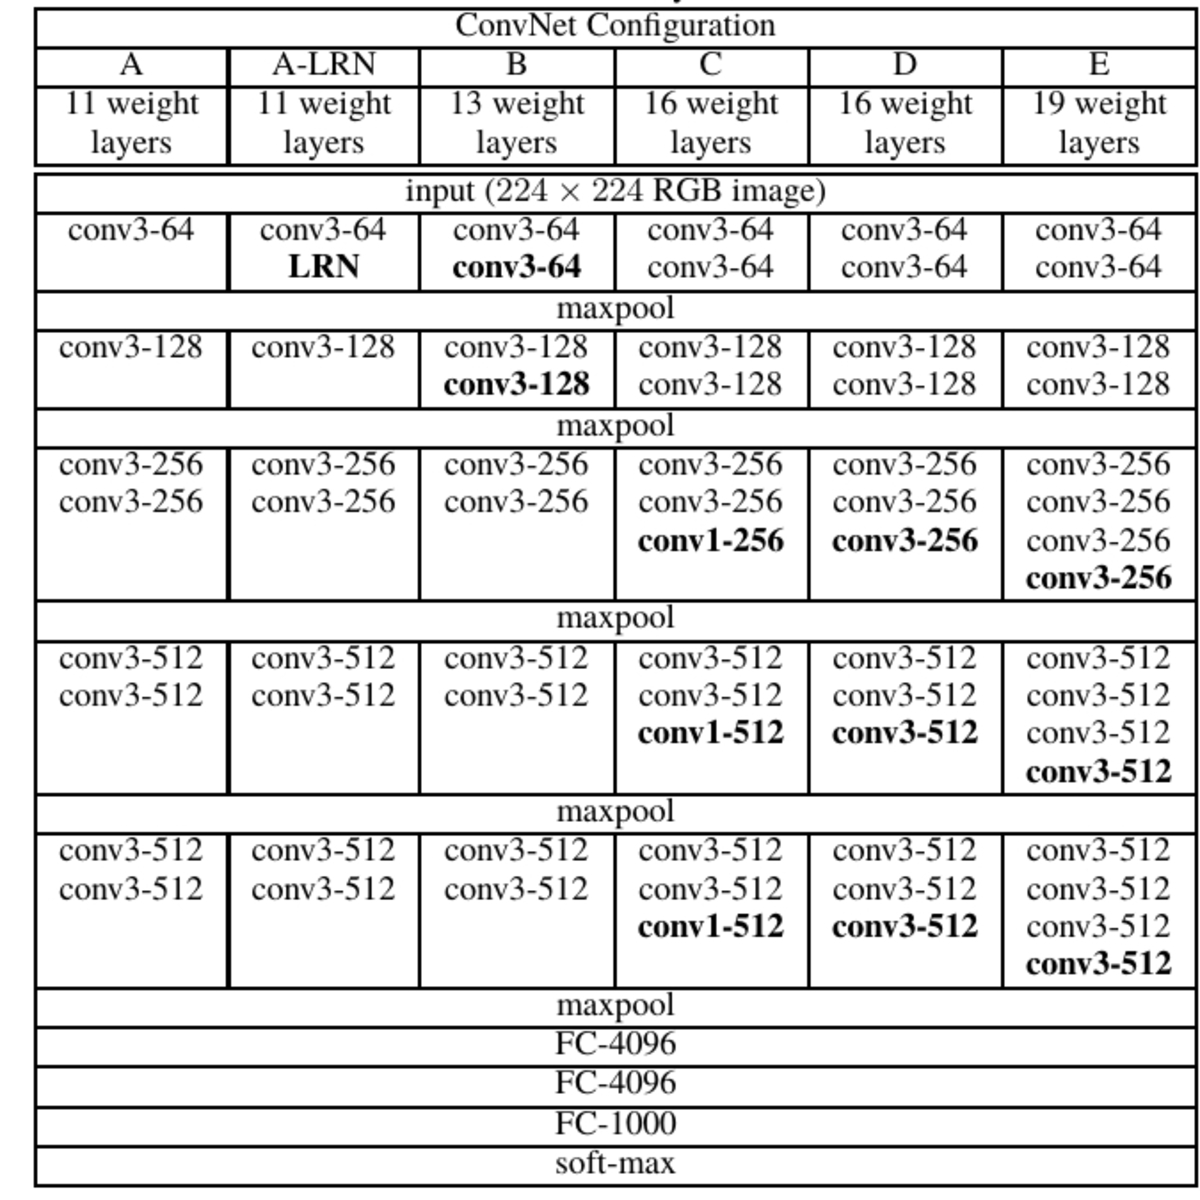 ConvNet Configuration
A A-LRN B C D E
11 weight 11 weight 13 weight 16 weight 16 weight 19 weight
layers layers layers layers layers layers
input (224 × 224 RGB image)
conv3-64 conv3-64 conv3-64 conv3-64 conv3-64 conv3-64
LRN conv3-64 conv3-64 conv3-64 conv3-64
maxpool
conv3-128 conv3-128 conv3-128 conv3-128 conv3-128 conv3-128
conv3-128 conv3-128 conv3-128 conv3-128
maxpool
conv3-256 conv3-256 conv3-256 conv3-256 conv3-256 conv3-256
conv3-256 conv3-256 conv3-256 conv3-256 conv3-256 conv3-256
conv1-256 conv3-256 conv3-256
conv3-256
maxpool
conv3-512 conv3-512 conv3-512 conv3-512 conv3-512 conv3-512
conv3-512 conv3-512 conv3-512 conv3-512 conv3-512 conv3-512
conv1-512 conv3-512 conv3-512
conv3-512
maxpool
conv3-512 conv3-512 conv3-512 conv3-512 conv3-512 conv3-512
conv3-512 conv3-512 conv3-512 conv3-512 conv3-512 conv3-512
conv1-512 conv3-512 conv3-512
conv3-512
maxpool
FC-4096
FC-4096
FC-1000
soft-max